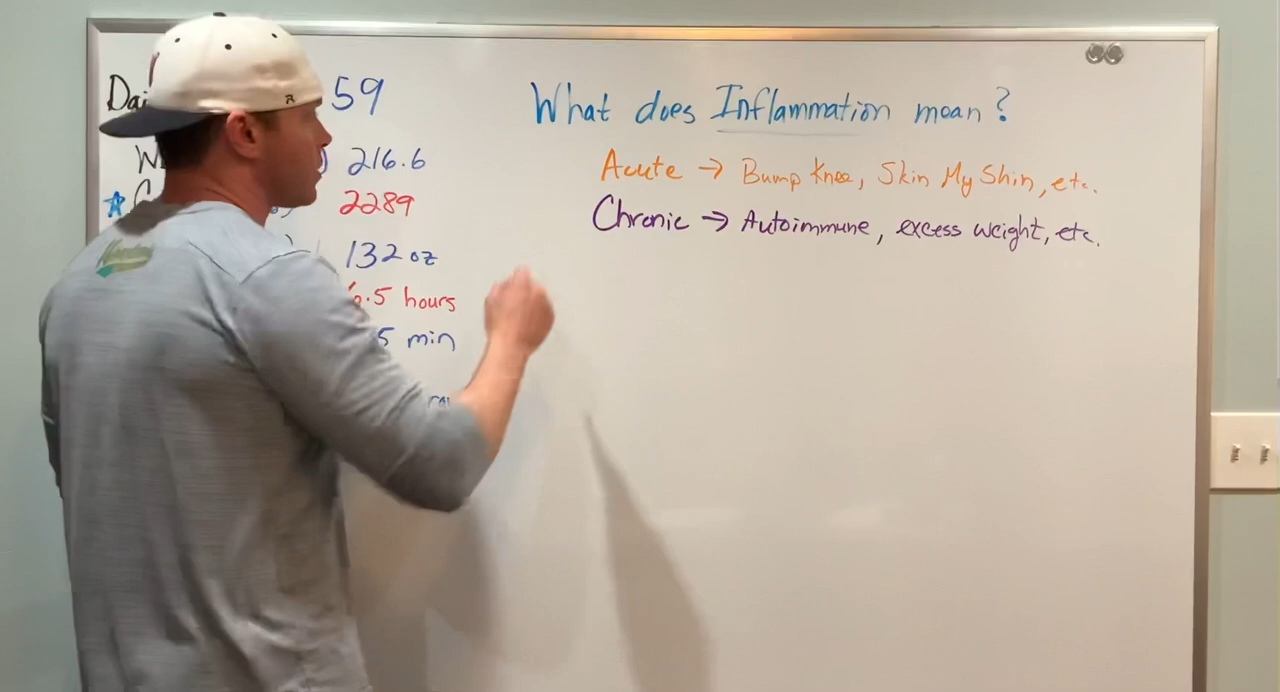 59
216.6
2289
132 oz
6.5 hours
5 min
What does Inflammation mean?
Acute → Bump Knee, Skin My Shin, etc.
Chronic → Autoimmune, excess weight, etc.